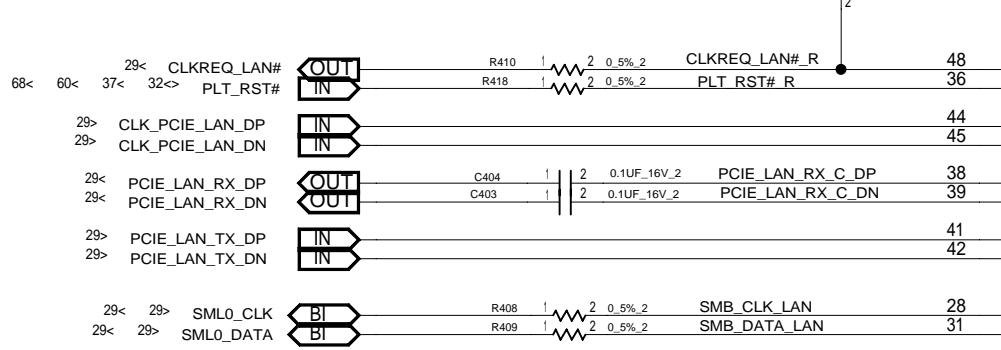 2
29< CLKREQ_LAN# OUT R410 1 2 0_5%_2 CLKREQ_LAN#_R 48
68< 60< 37< 32<> PLT_RST# IN R418 1 2 0_5%_2 PLT_RST#_R 36
29> CLK_PCIE_LAN_DP IN 44
29> CLK_PCIE_LAN_DN IN 45
29< PCIE_LAN_RX_DP OUT C404 1 2 0.1UF_16V_2 PCIE_LAN_RX_C_DP 38
29< PCIE_LAN_RX_DN OUT C403 1 2 0.1UF_16V_2 PCIE_LAN_RX_C_DN 39
29> PCIE_LAN_TX_DP IN 41
29> PCIE_LAN_TX_DN IN 42
29< 29> SML0_CLK BI R408 1 2 0_5%_2 SMB_CLK_LAN 28
29< 29> SML0_DATA BI R409 1 2 0_5%_2 SMB_DATA_LAN 31